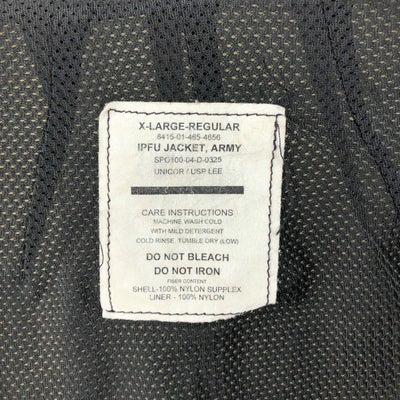 X-LARGE-REGULAR
8415-01-465-4656
IPFU JACKET, ARMY
SPO100-04-D-0325
UNICOR / USP LEE
CARE INSTRUCTIONS
MACHINE WASH COLD
WITH MILD DETERGENT
COLD RINSE, TUMBLE DRY (LOW)
DO NOT BLEACH
DO NOT IRON
FIBER CONTENT
SHELL-100% NYLON SUPPLEX
LINER - 100% NYLON